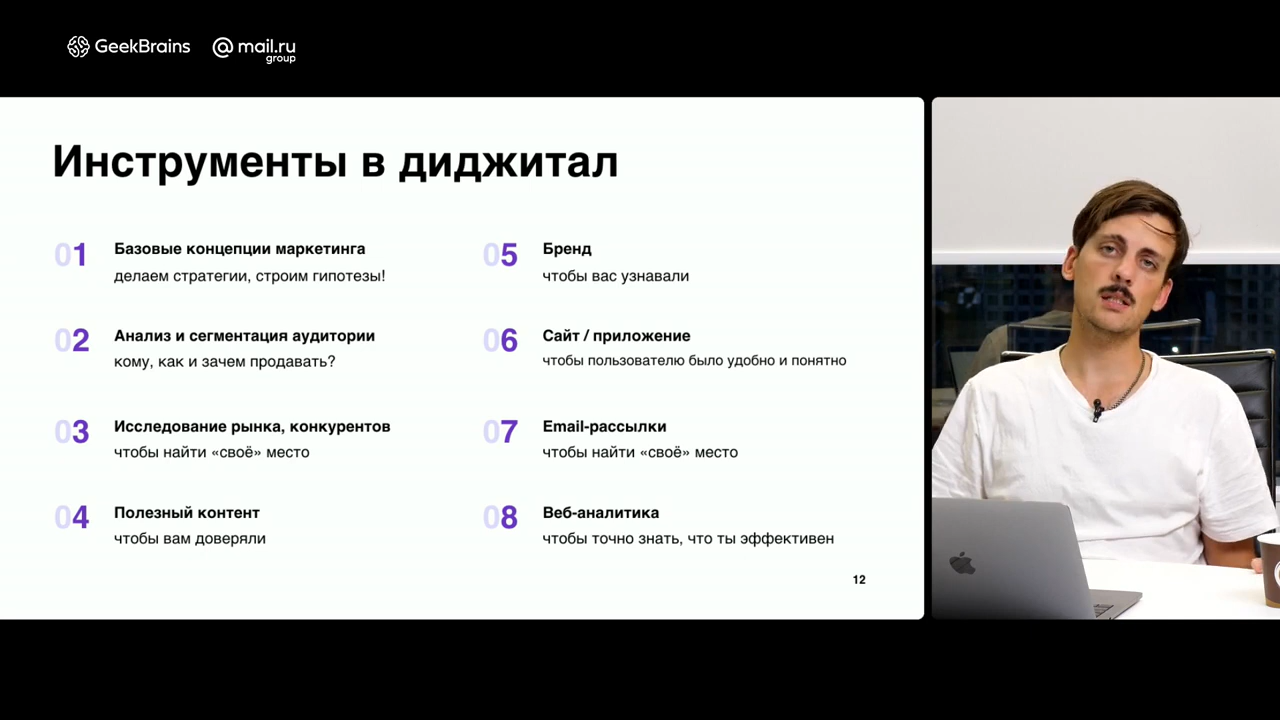 GeekBrains
@mail.ru
group
Инструменты в диджитал
01
Базовые концепции маркетинга
делаем стратегии, строим гипотезы!
02
Анализ и сегментация аудитории
кому, как и зачем продавать?
03
Исследование рынка, конкурентов
чтобы найти «своё» место
04
Полезный контент
чтобы вам доверяли
05
Бренд
чтобы вас узнавали
06
Сайт / приложение
чтобы пользователю было удобно и понятно
07
Email-рассылки
чтобы найти «своё» место
08
Веб-аналитика
чтобы точно знать, что ты эффективен
12